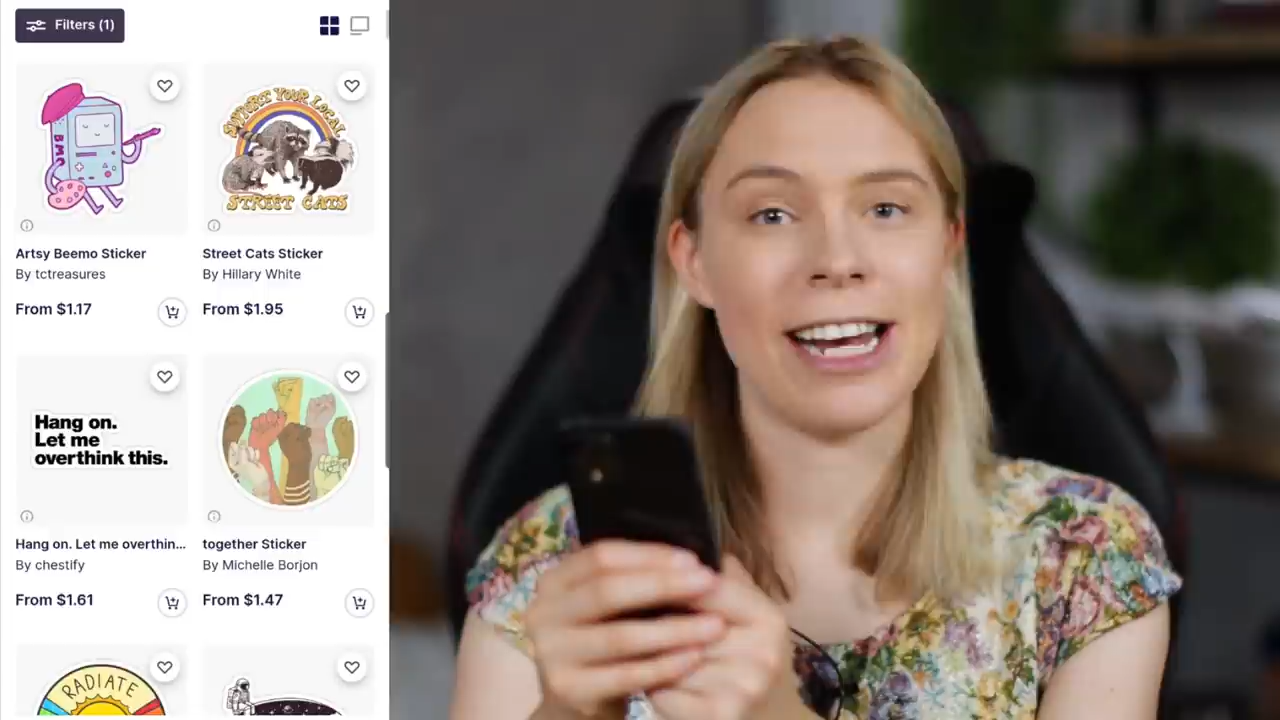 Filters (1)
BMO
SUPPORT YOUR LOCAL
STREET CATS
Artsy Beemo Sticker
Street Cats Sticker
By tctreasures
By Hillary White
From $1.17
From $1.95
Hang on.
Let me
overthink this.
Hang on. Let me overthin...
together Sticker
By chestify
By Michelle Borjon
From $1.61
From $1.47
RADIATE